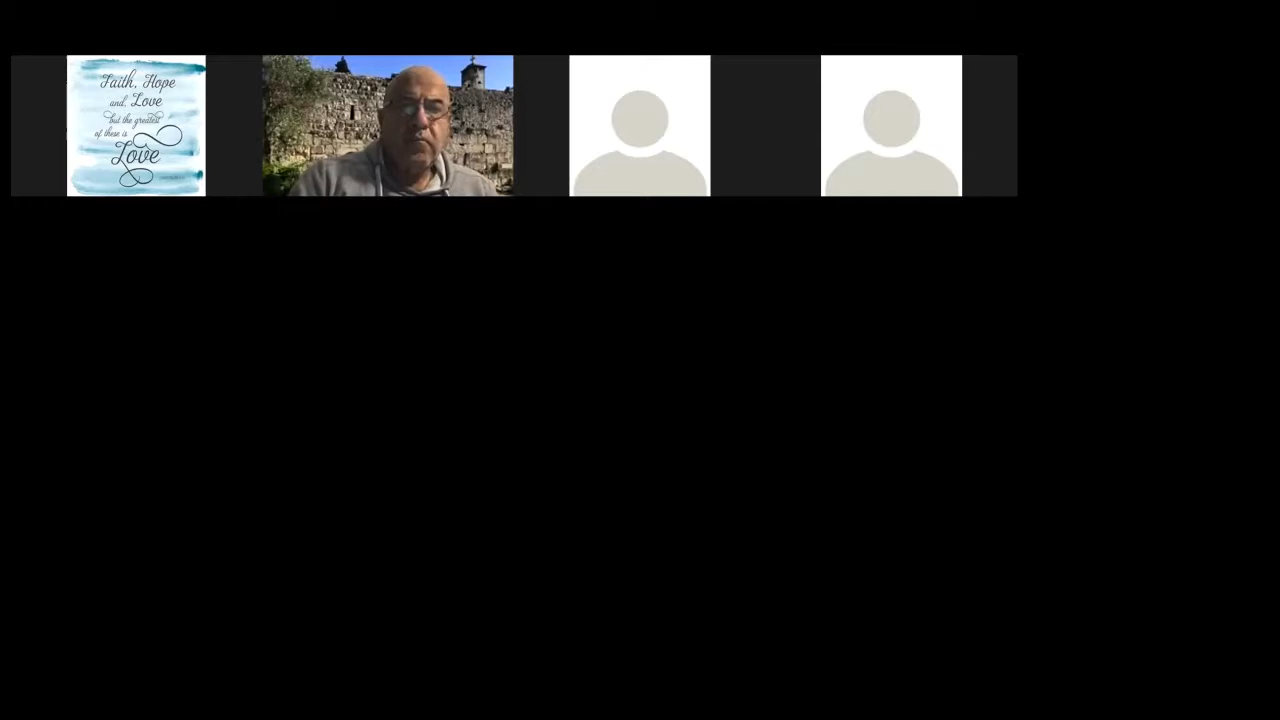 Faith, Hope
and, Love
but the greatest
of these is
Love